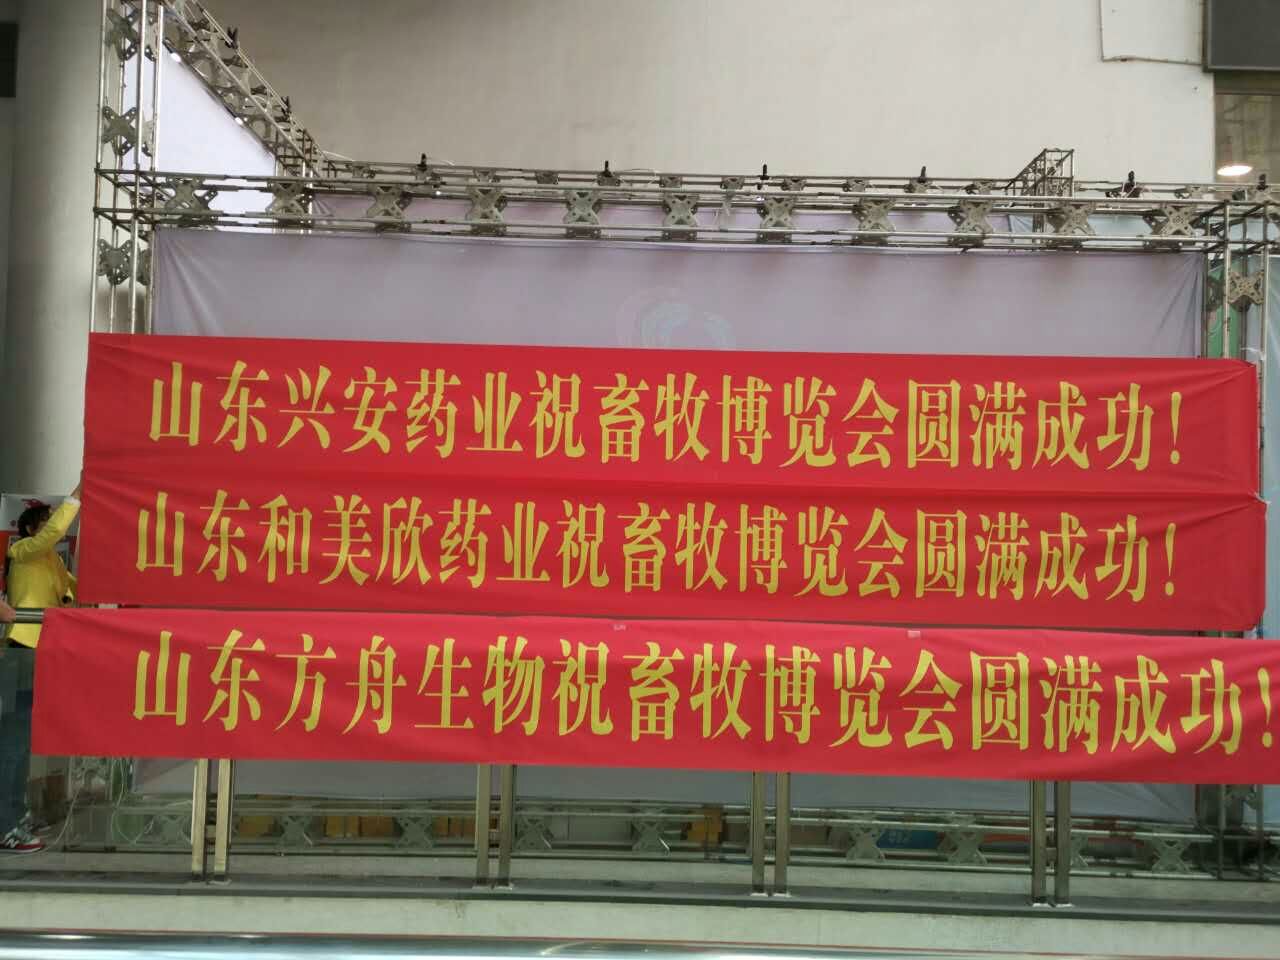 山东兴安药业祝畜牧博览会圆满成功!
山东和美欣药业祝畜牧博览会圆满成功!
山东方舟生物祝畜牧博览会圆满成功!